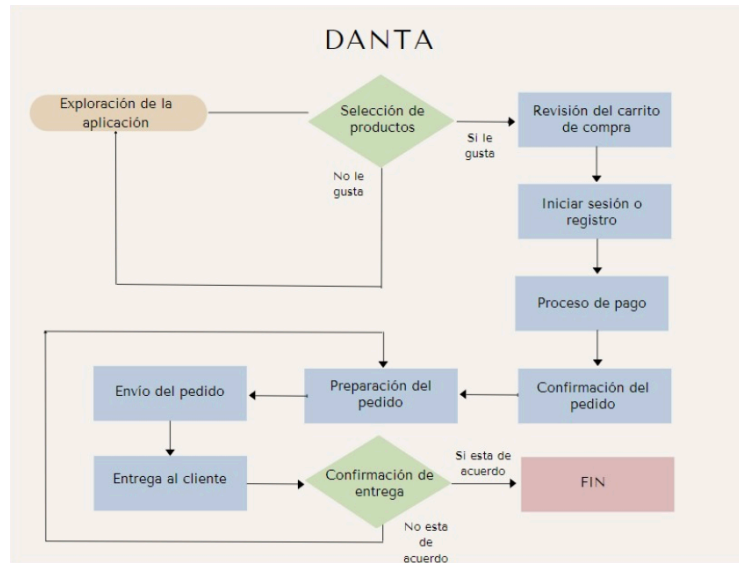 DANTA
Exploración de la
aplicación
Selección de
productos
Si le
gusta
No le
gusta
Revisión del carrito
de compra
Iniciar sesión o
registro
Proceso de pago
Confirmación del
pedido
Preparación del
pedido
Envío del pedido
Entrega al cliente
Confirmación de
entrega
Si esta de
acuerdo
No esta
de
acuerdo
FIN